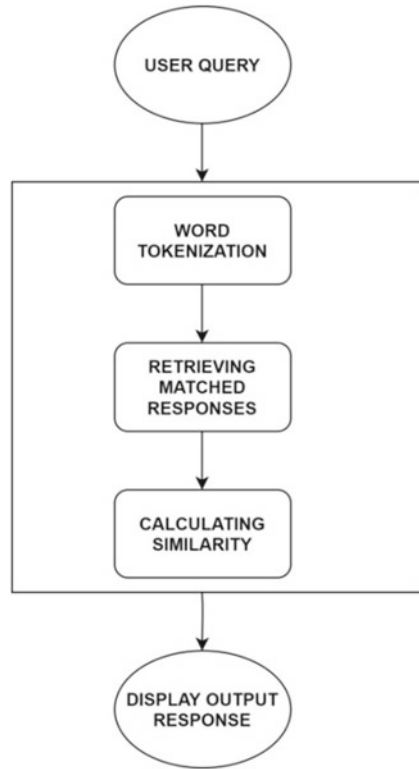 USER QUERY
WORD
TOKENIZATION
RETRIEVING
MATCHED
RESPONSES
CALCULATING
SIMILARITY
DISPLAY OUTPUT
RESPONSE